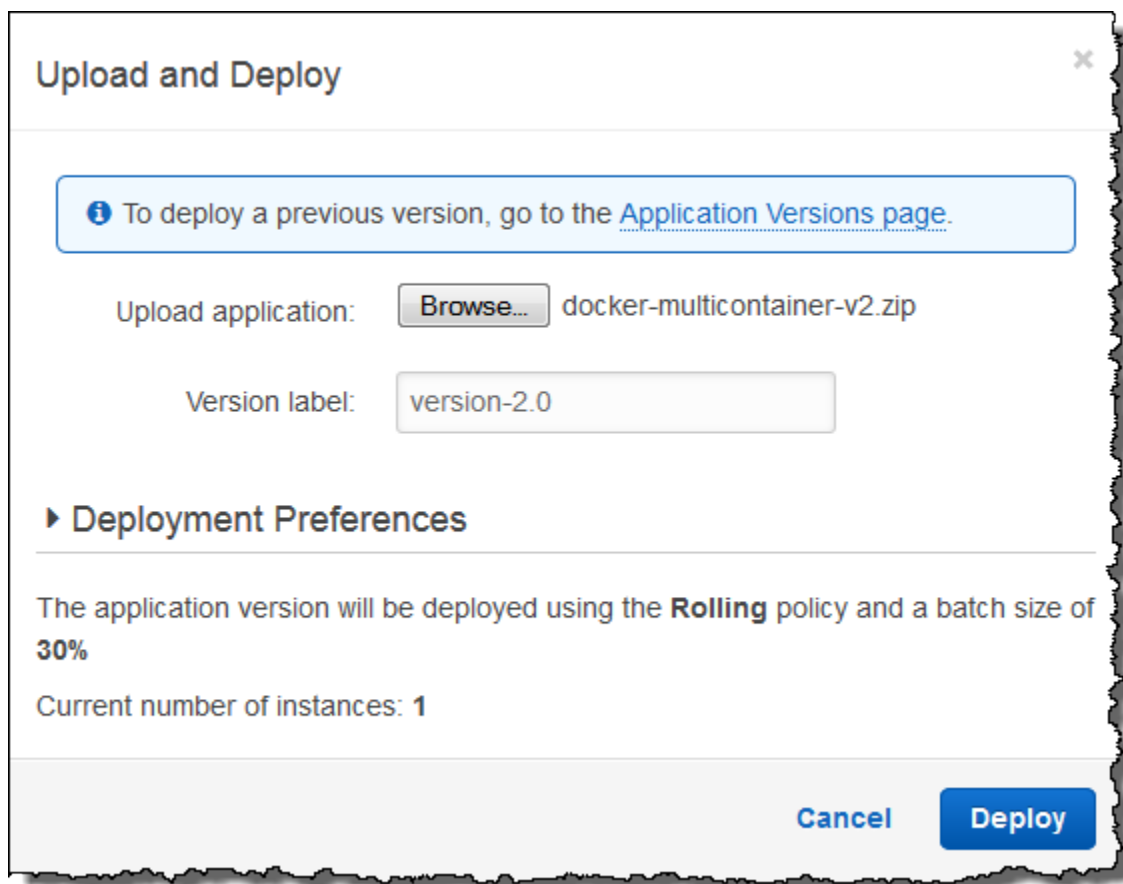 Upload and Deploy
To deploy a previous version, go to the Application Versions page.
Upload application: Browse... docker-multicontainer-v2.zip
Version label: version-2.0
Deployment Preferences
The application version will be deployed using the Rolling policy and a batch size of
30%
Current number of instances: 1
Cancel Deploy